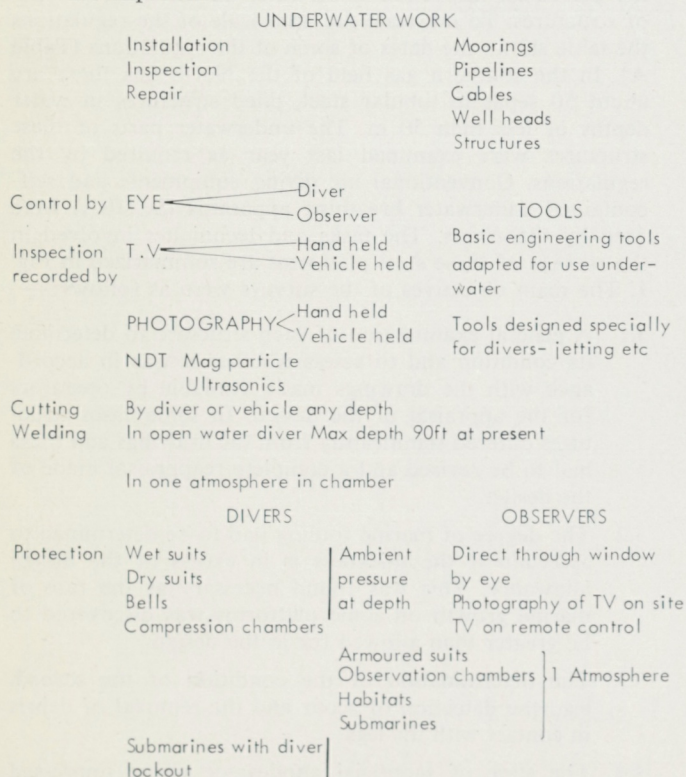 UNDERWATER WORK
Installation Moorings
Inspection Pipelines
Repair Cables
Well heads
Structures
Control by EYE Diver
Observer
TOOLS
Inspection recorded by T.V Hand held
Vehicle held
Basic engineering tools
adapted for use under-
water
PHOTOGRAPHY Hand held
Vehicle held
Tools designed specially
for divers- jetting etc
NDT Mag particle
Ultrasonics
Cutting By diver or vehicle any depth
Welding In open water diver Max depth 90ft at present
In one atmosphere in chamber
DIVERS OBSERVERS
Protection Wet suits Ambient Direct through window
Dry suits pressure by eye
Bells at depth Photography of TV on site
Compression chambers TV on remote control
Armoured suits
Observation chambers 1 Atmosphere
Habitats
Submarines
Submarines with diver
lockout